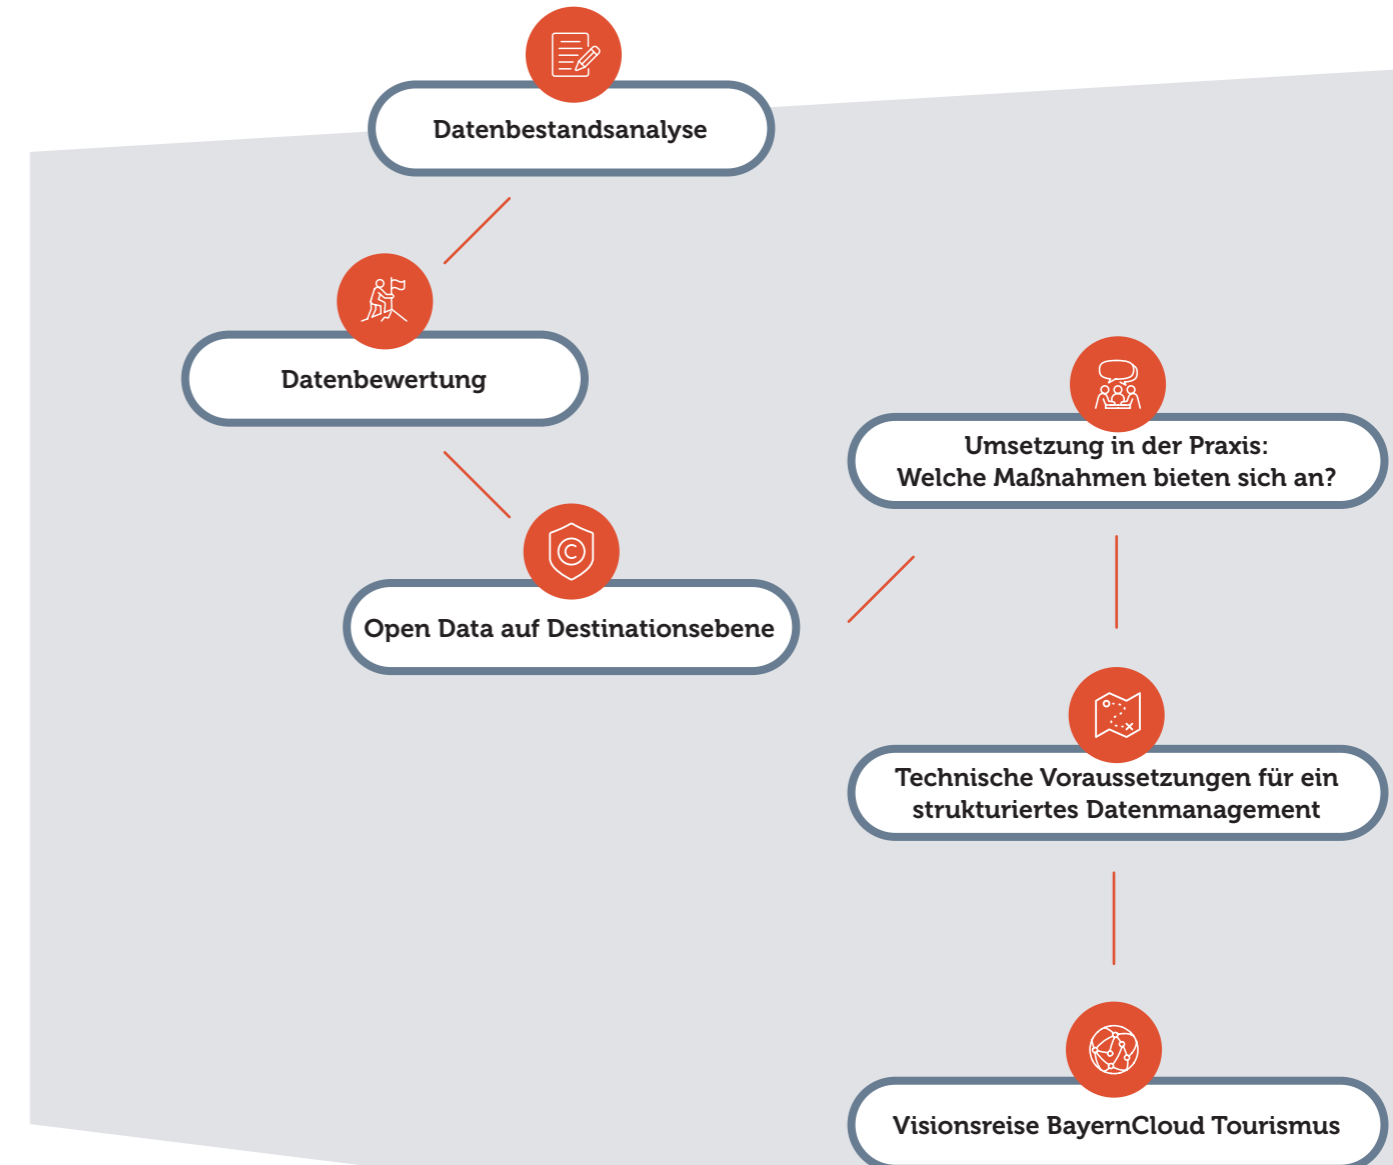 Datenbestandsanalyse
Datenbewertung
Open Data auf Destinationsebene
Umsetzung in der Praxis:
Welche Maßnahmen bieten sich an?
Technische Voraussetzungen für ein
strukturiertes Datenmanagement
Visionsreise BayernCloud Tourismus